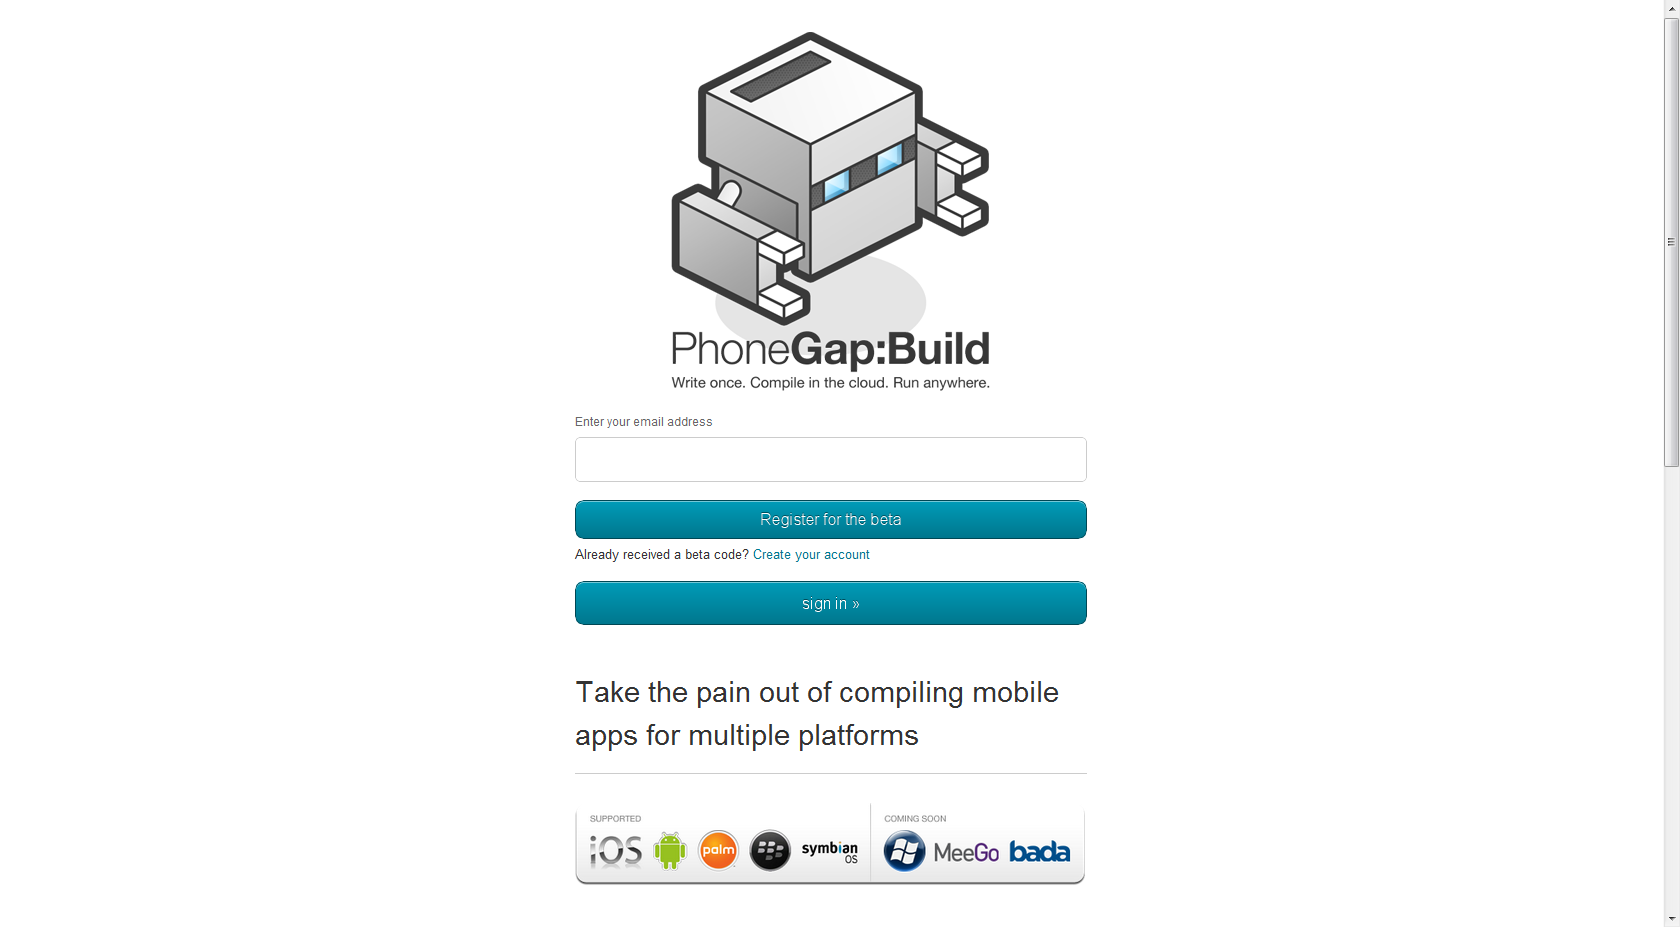 PhoneGap:Build
Write once. Compile in the cloud. Run anywhere.
Enter your email address
Register for the beta
Already received a beta code? Create your account
sign in »
Take the pain out of compiling mobile
apps for multiple platforms
SUPPORTED
iOS
palm
symbian
OS
COMING SOON
MeeGo
bada